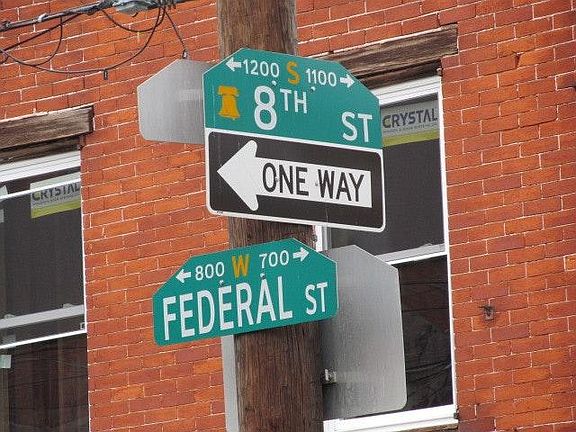 ←1200 S 1100→
8TH ST
ONE WAY
←800 W 700→
FEDERAL ST
CRYSTAL
CRYSTAL